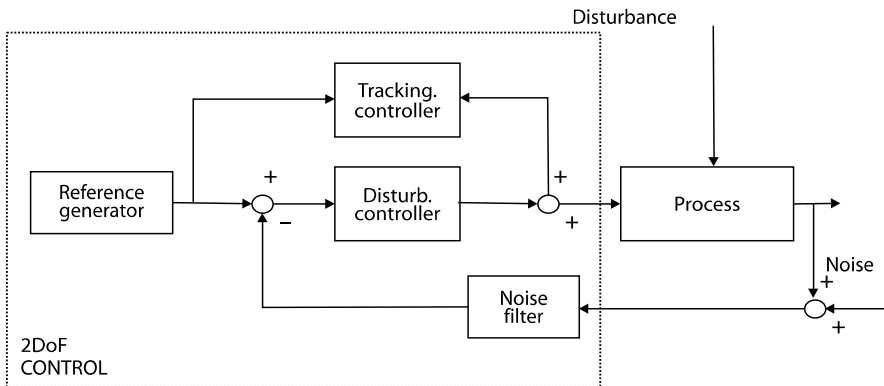 Disturbance
Tracking.
controller
+
+
Reference
generator
Disturb.
controller
Process
−
+
Noise
+
Noise
filter
+
2DoF
CONTROL